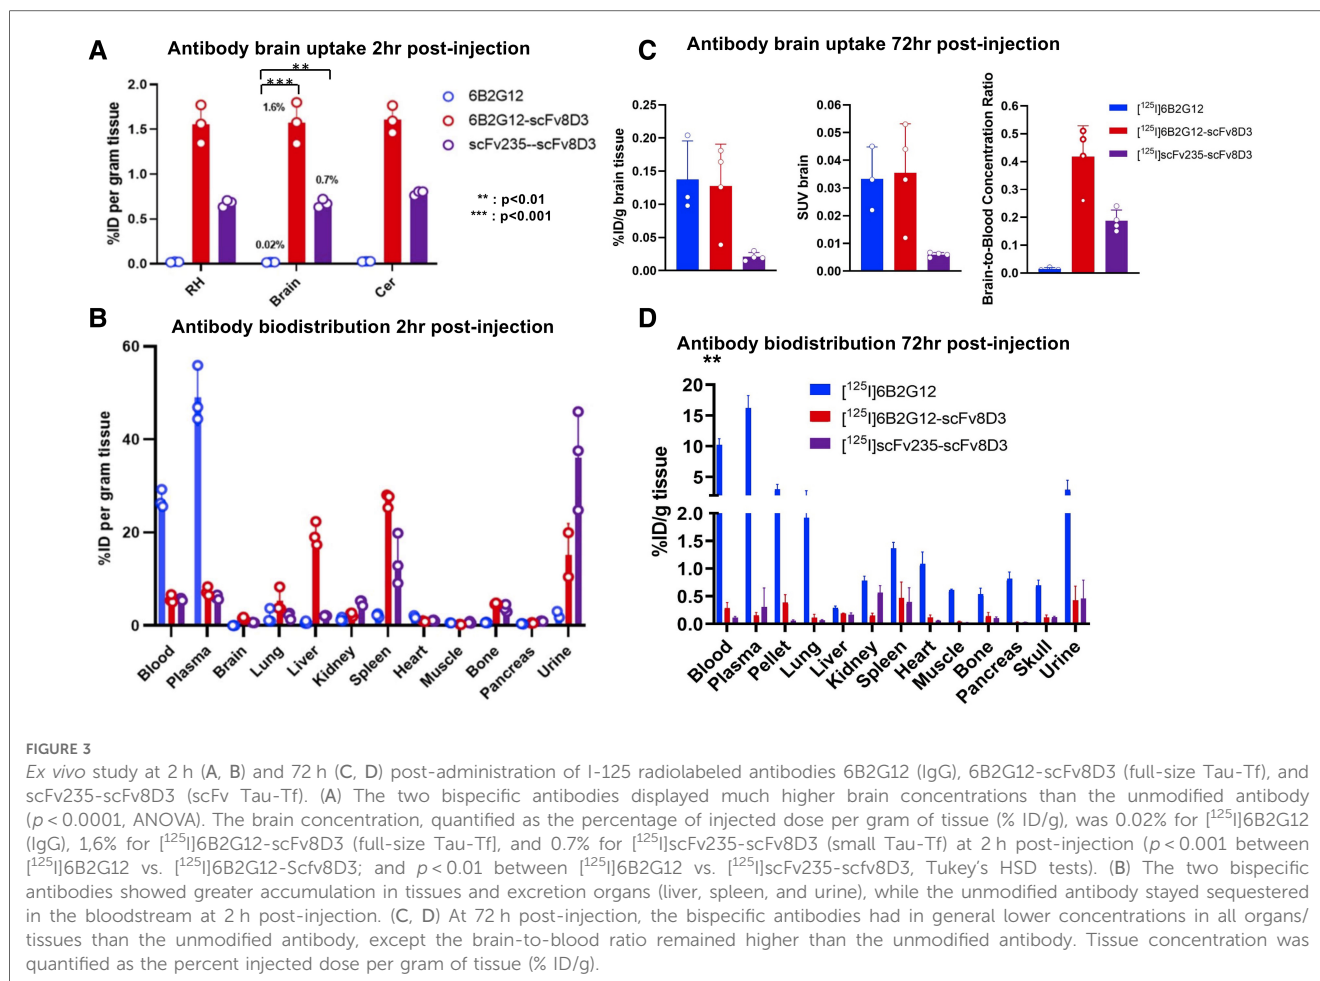 A
Antibody brain uptake 2hr post-injection
%ID per gram tissue
2.0
1.5
1.0
0.5
0.0
**
***
1.6%
0.7%
0.02%
RH
Brain
Cer
6B2G12
6B2G12-scFv8D3
scFv235--scFv8D3
** : p<0.01
*** : p<0.001
C
Antibody brain uptake 72hr post-injection
%ID/g brain tissue
0.25
0.20
0.15
0.10
0.05
0.00
SUV brain
0.06
0.05
0.04
0.03
0.02
0.01
0.00
Brain-to-Blood Concentration Ratio
0.6
0.5
0.4
0.3
0.2
0.1
0.0
[¹²⁵I]6B2G12
[¹²⁵I]6B2G12-scFv8D3
[¹²⁵I]scFv235-scFv8D3
B
Antibody biodistribution 2hr post-injection
%ID per gram tissue
60
40
20
0
Blood
Plasma
Brain
Lung
Liver
Kidney
Spleen
Heart
Muscle
Bone
Pancreas
Urine
D
Antibody biodistribution 72hr post-injection
**
%ID/g tissue
20
15
10
5
2.0
1.5
1.0
0.5
0.0
[¹²⁵I]6B2G12
[¹²⁵I]6B2G12-scFv8D3
[¹²⁵I]scFv235-scFv8D3
Blood
Plasma
Pellet
Lung
Liver
Kidney
Spleen
Heart
Muscle
Bone
Pancreas
Skull
Urine
FIGURE 3
Ex vivo study at 2 h (A, B) and 72 h (C, D) post-administration of I-125 radiolabeled antibodies 6B2G12 (IgG), 6B2G12-scFv8D3 (full-size Tau-Tf), and
scFv235-scFv8D3 (scFv Tau-Tf). (A) The two bispecific antibodies displayed much higher brain concentrations than the unmodified antibody
(p < 0.0001, ANOVA). The brain concentration, quantified as the percentage of injected dose per gram of tissue (% ID/g), was 0.02% for [¹²⁵I]6B2G12
(IgG), 1,6% for [¹²⁵I]6B2G12-scFv8D3 (full-size Tau-Tf], and 0.7% for [¹²⁵I]scFv235-scFv8D3 (small Tau-Tf) at 2 h post-injection (p < 0.001 between
[¹²⁵I]6B2G12 vs. [¹²⁵I]6B2G12-Scfv8D3; and p < 0.01 between [¹²⁵I]6B2G12 vs. [¹²⁵I]scFv235-scfv8D3, Tukey's HSD tests). (B) The two bispecific
antibodies showed greater accumulation in tissues and excretion organs (liver, spleen, and urine), while the unmodified antibody stayed sequestered
in the bloodstream at 2 h post-injection. (C, D) At 72 h post-injection, the bispecific antibodies had in general lower concentrations in all organs/
tissues than the unmodified antibody, except the brain-to-blood ratio remained higher than the unmodified antibody. Tissue concentration was
quantified as the percent injected dose per gram of tissue (% ID/g).